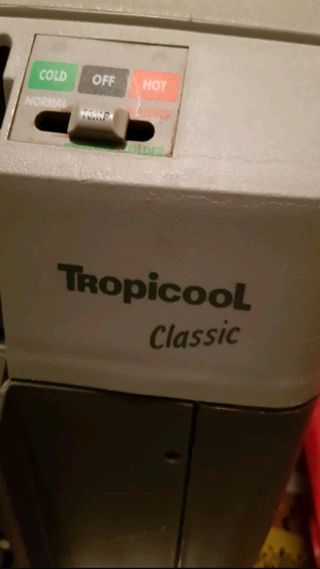 COLD OFF HOT
NORMAL
TROPICOOL
Classic